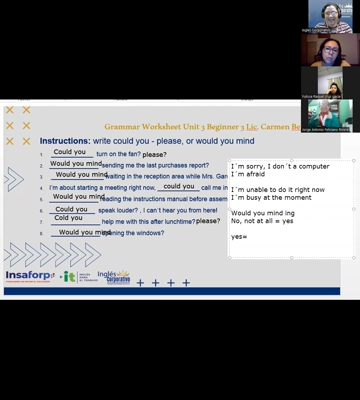 Grammar Worksheet Unit 3 Beginner 3 Lic. Carmen
Instructions: write could you - please, or would you mind
1. Could you turn on the fan? please?
2. Would you mind sending me the last purchases report?
3. Would you mind waiting in the reception area while Mrs. Gar
4. I'm about starting a meeting right now, could you call me in
5. Would you mind reading the instructions manual before assem
6. Could you speak louder? , I can't hear you from here!
7. Cold you help me with this after lunchtime? please?
8. Would you mind opening the windows?
I´m sorry, I don´t a computer
I´m afraid
I´m unable to do it right now
I´m busy at the moment
Would you mind ing
No, not at all = yes
yes=
Insaforp
it
Inglés
corporativo